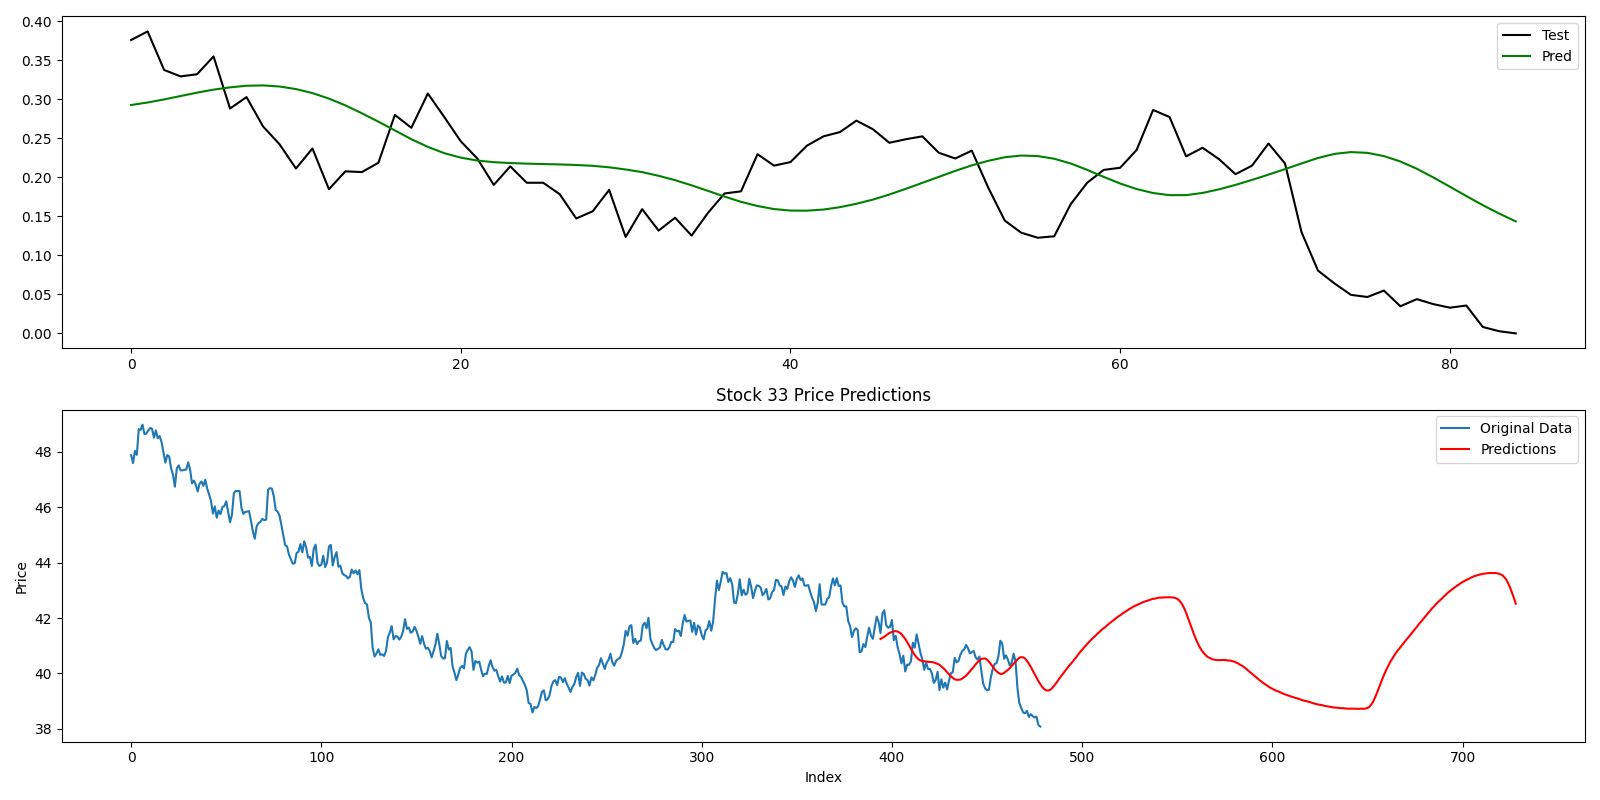 0.40
0.35
0.30
0.25
0.20
0.15
0.10
0.05
0.00
Test
Pred
0 20 40 60 80
Stock 33 Price Predictions
48
46
44
42
40
38
Price
Original Data
Predictions
0 100 200 300 400 500 600 700
Index